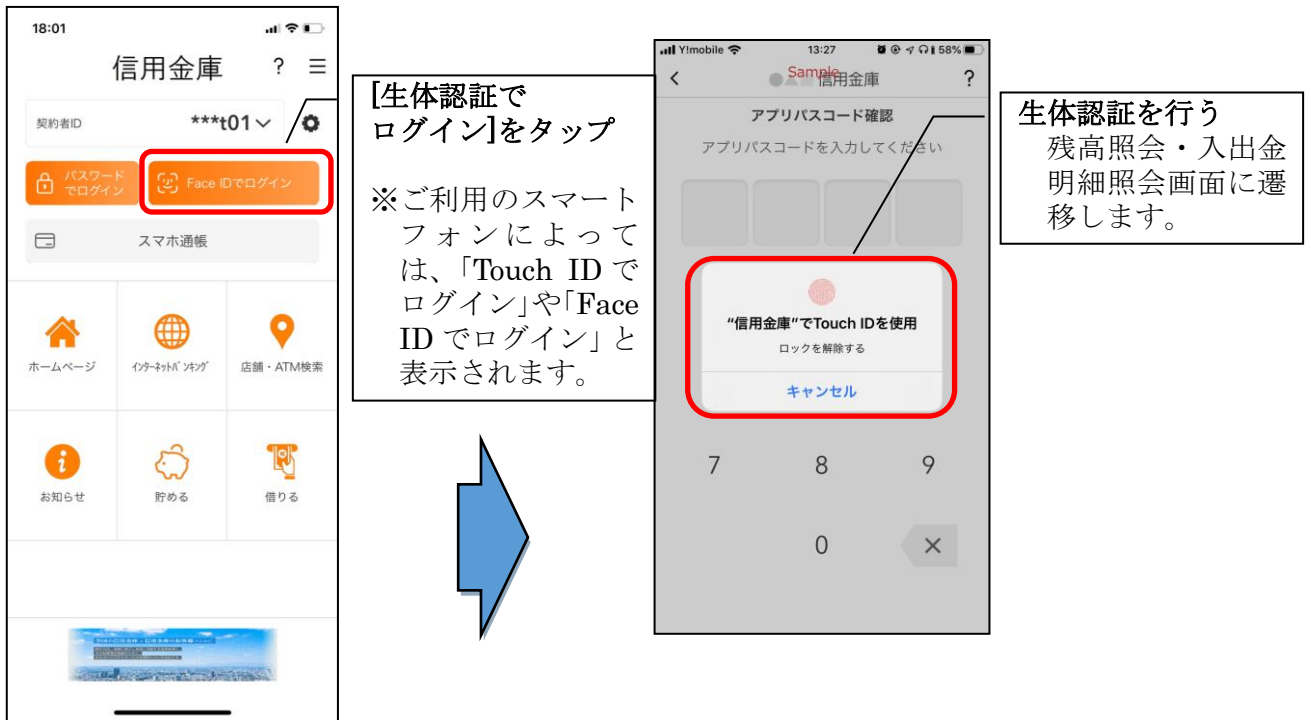 18:01
信用金庫 ?
契約者ID ***t01
パスワード
でログイン
Face IDでログイン
スマホ通帳
ホームページ
インターネットバンキング
店舗・ATM検索
お知らせ
貯める
借りる
[生体認証で
ログイン]をタップ
※ご利用のスマート
フォンによって
は、「Touch ID で
ログイン」や「Face
ID でログイン」と
表示されます。
Y!mobile 13:27 58%
Sample
信用金庫 ?
アプリパスコード確認
アプリパスコードを入力してください
“信用金庫”でTouch IDを使用
ロックを解除する
キャンセル
7 8 9
0
生体認証を行う
残高照会・入出金
明細照会画面に遷
移します。